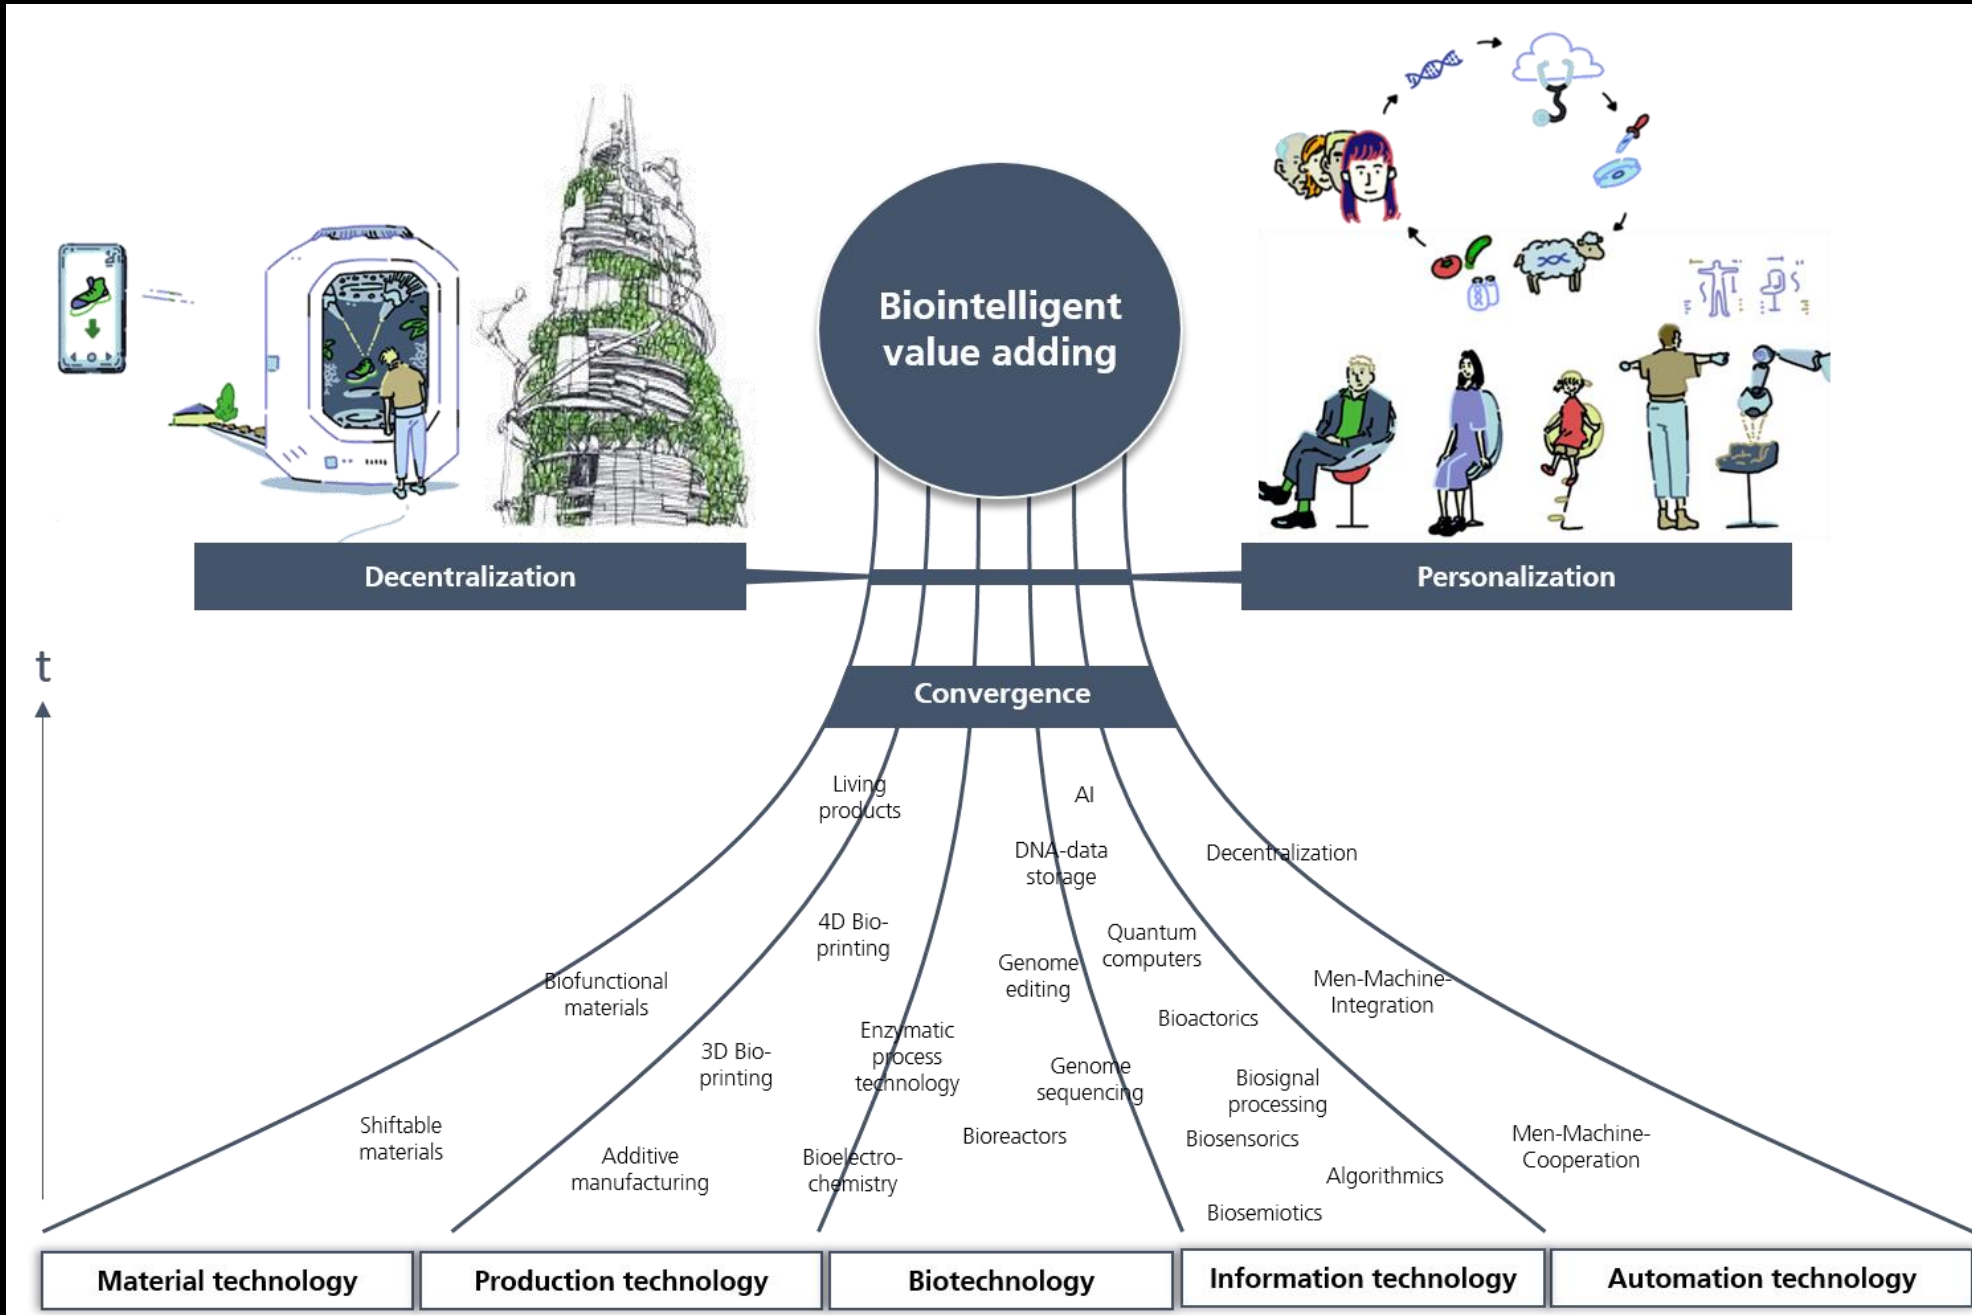 Biointelligent
value adding
Decentralization
Personalization
t
Convergence
Living
products
AI
DNA-data
storage
Decentralization
4D Bio-
printing
Quantum
computers
Genome
editing
Biofunctional
materials
Men-Machine-
Integration
Bioactorics
Enzymatic
process
technology
3D Bio-
printing
Genome
sequencing
Biosignal
processing
Shiftable
materials
Bioreactors
Biosensorics
Men-Machine-
Cooperation
Additive
manufacturing
Bioelectro-
chemistry
Algorithmics
Biosemiotics
Material technology
Production technology
Biotechnology
Information technology
Automation technology